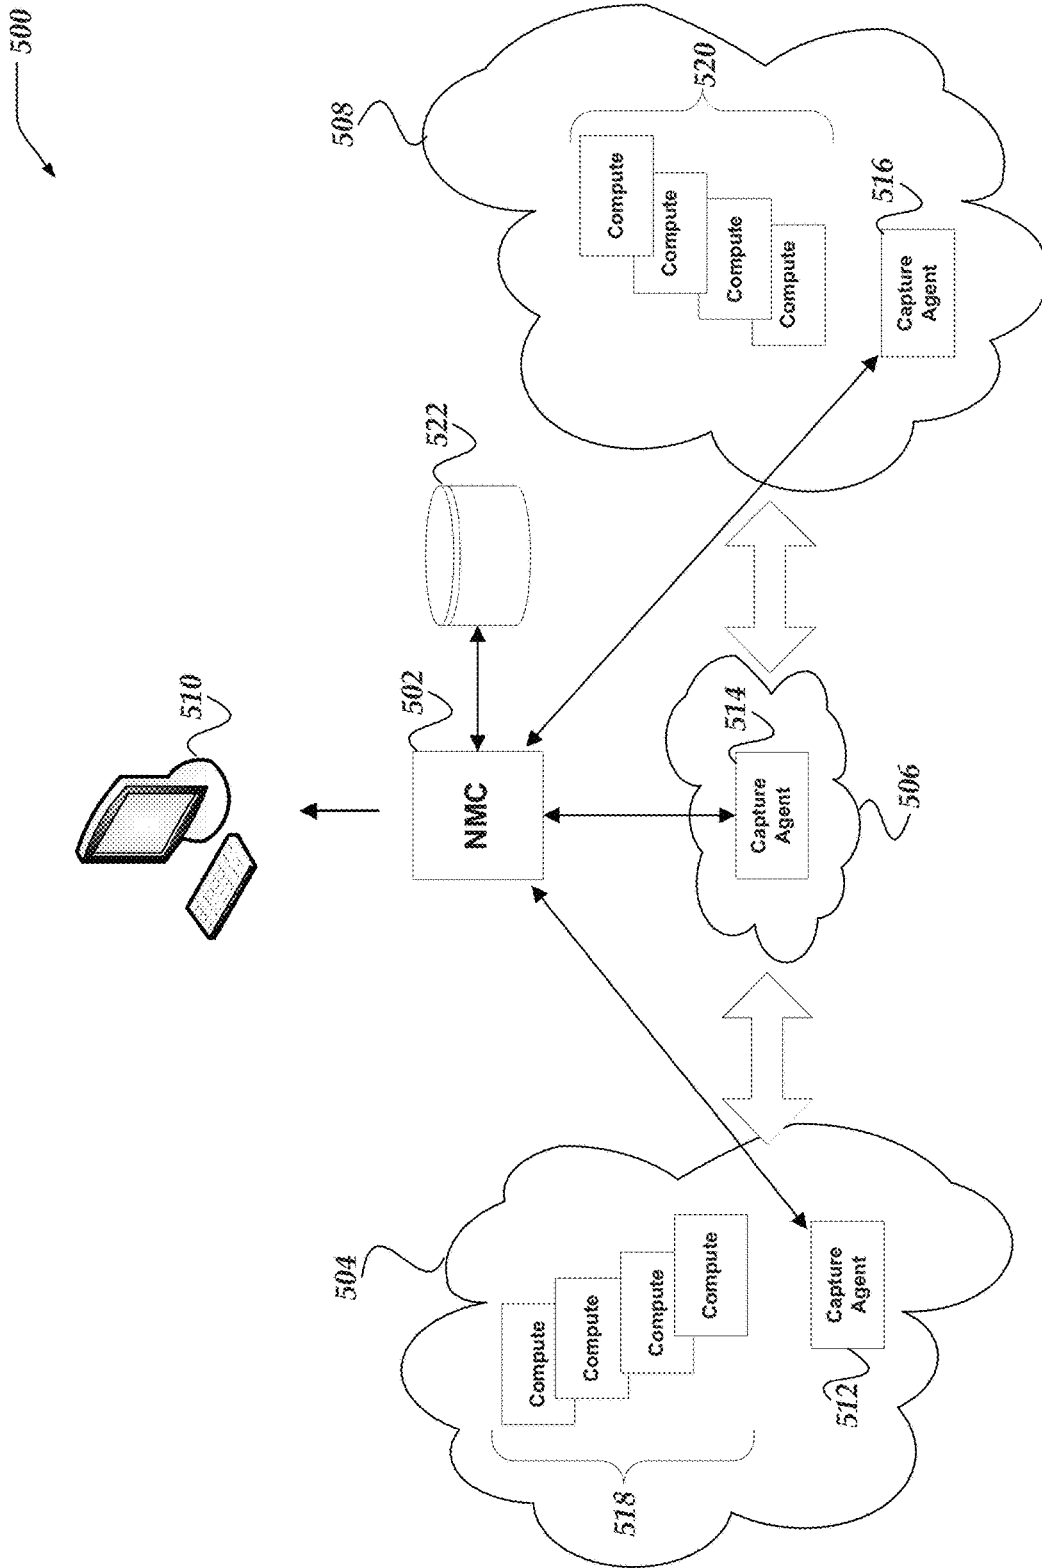 500
510
508
504
502
522
NMC
520
Compute
Compute
Compute
Compute
518
Compute
Compute
Compute
Compute
514
516
Capture
Agent
Capture
Agent
Capture
Agent
512
506